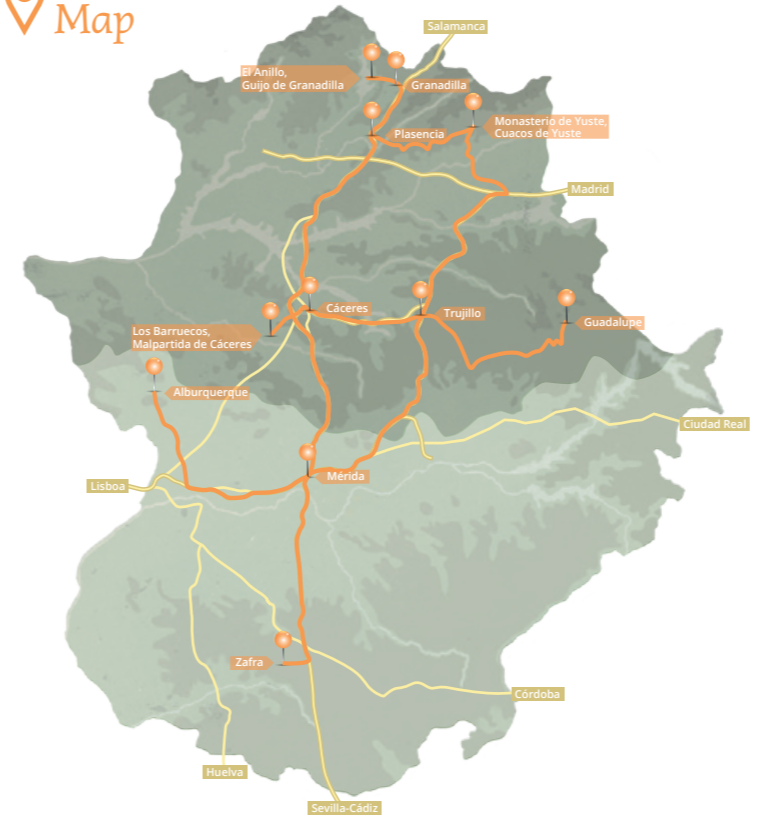 Map
Salamanca
El Anillo,
Guijo de Granadilla
Granadilla
Monasterio de Yuste,
Cuacos de Yuste
Plasencia
Madrid
Cáceres
Trujillo
Guadalupe
Los Barruecos,
Malpartida de Cáceres
Alburquerque
Ciudad Real
Mérida
Lisboa
Zafra
Córdoba
Huelva
Sevilla-Cádiz